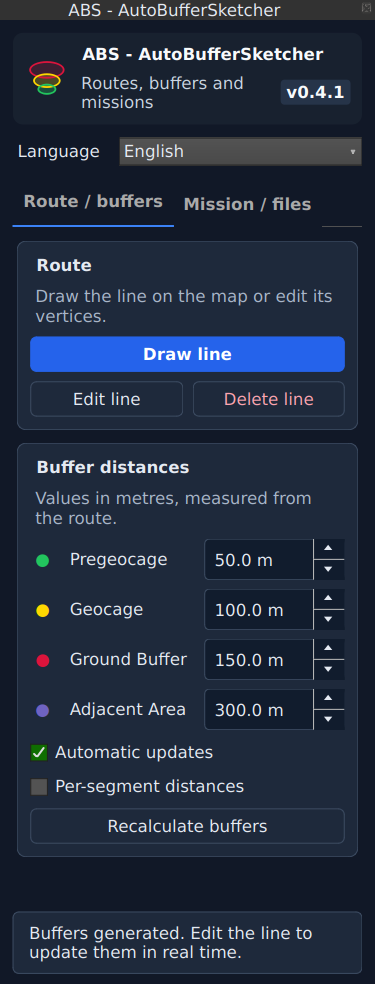 ABS - AutoBufferSketcher
ABS - AutoBufferSketcher
Routes, buffers and
missions
v0.4.1
Language
English
Route / buffers
Mission / files
Route
Draw the line on the map or edit its
vertices.
Draw line
Edit line
Delete line
Buffer distances
Values in metres, measured from
the route.
Pregeocage
50.0 m
Geocage
100.0 m
Ground Buffer
150.0 m
Adjacent Area
300.0 m
Automatic updates
Per-segment distances
Recalculate buffers
Buffers generated. Edit the line to
update them in real time.